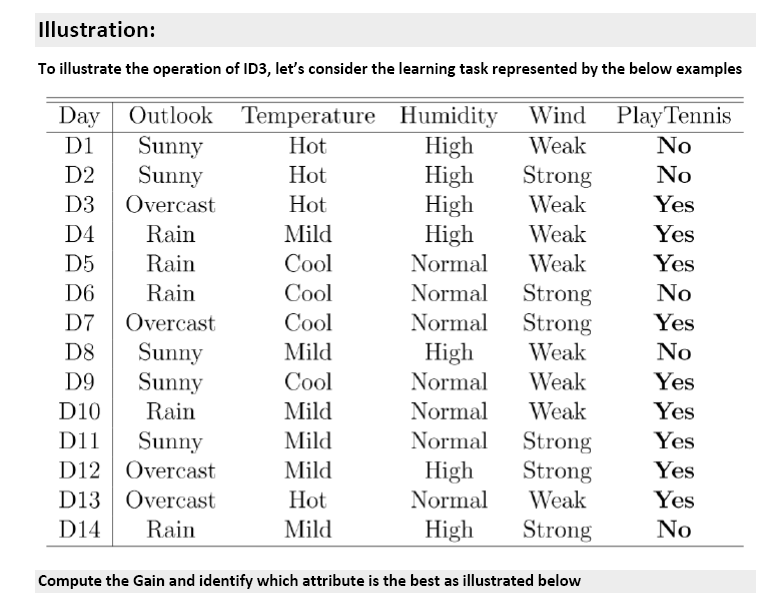 Illustration:
To illustrate the operation of ID3, let’s consider the learning task represented by the below examples
Day Outlook Temperature Humidity Wind PlayTennis
D1 Sunny Hot High Weak No
D2 Sunny Hot High Strong No
D3 Overcast Hot High Weak Yes
D4 Rain Mild High Weak Yes
D5 Rain Cool Normal Weak Yes
D6 Rain Cool Normal Strong No
D7 Overcast Cool Normal Strong Yes
D8 Sunny Mild High Weak No
D9 Sunny Cool Normal Weak Yes
D10 Rain Mild Normal Weak Yes
D11 Sunny Mild Normal Strong Yes
D12 Overcast Mild High Strong Yes
D13 Overcast Hot Normal Weak Yes
D14 Rain Mild High Strong No
Compute the Gain and identify which attribute is the best as illustrated below